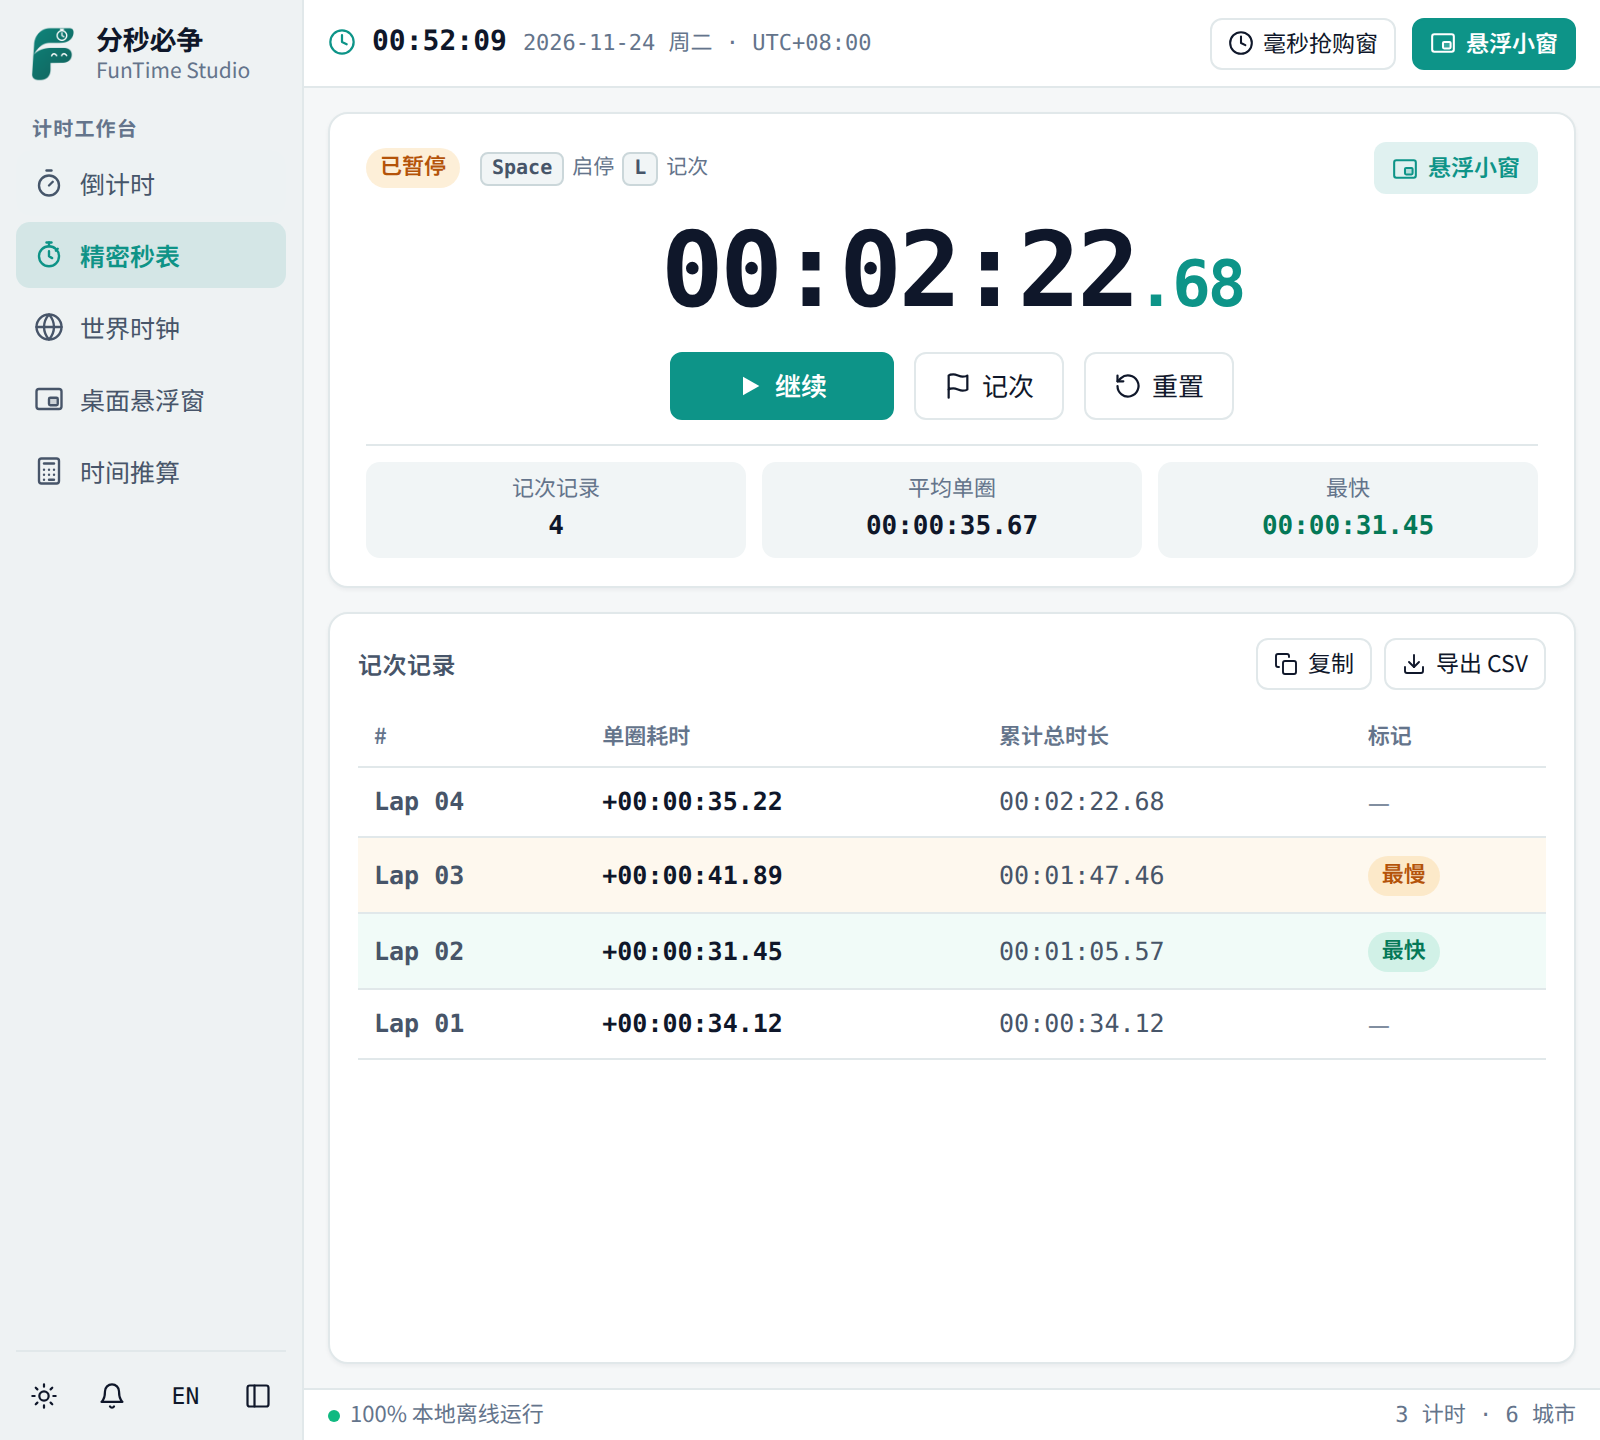 分秒必争
FunTime Studio
计时工作台
倒计时
精密秒表
世界时钟
桌面悬浮窗
时间推算
EN
00:52:09 2026-11-24 周二 · UTC+08:00
毫秒抢购窗
悬浮小窗
已暂停 Space 启停 L 记次
悬浮小窗
00:02:22.68
继续 记次 重置
记次记录 平均单圈 最快
4 00:00:35.67 00:00:31.45
记次记录
复制 导出 CSV
# 单圈耗时 累计总时长 标记
Lap 04 +00:00:35.22 00:02:22.68 —
Lap 03 +00:00:41.89 00:01:47.46 最慢
Lap 02 +00:00:31.45 00:01:05.57 最快
Lap 01 +00:00:34.12 00:00:34.12 —
100% 本地离线运行
3 计时 · 6 城市